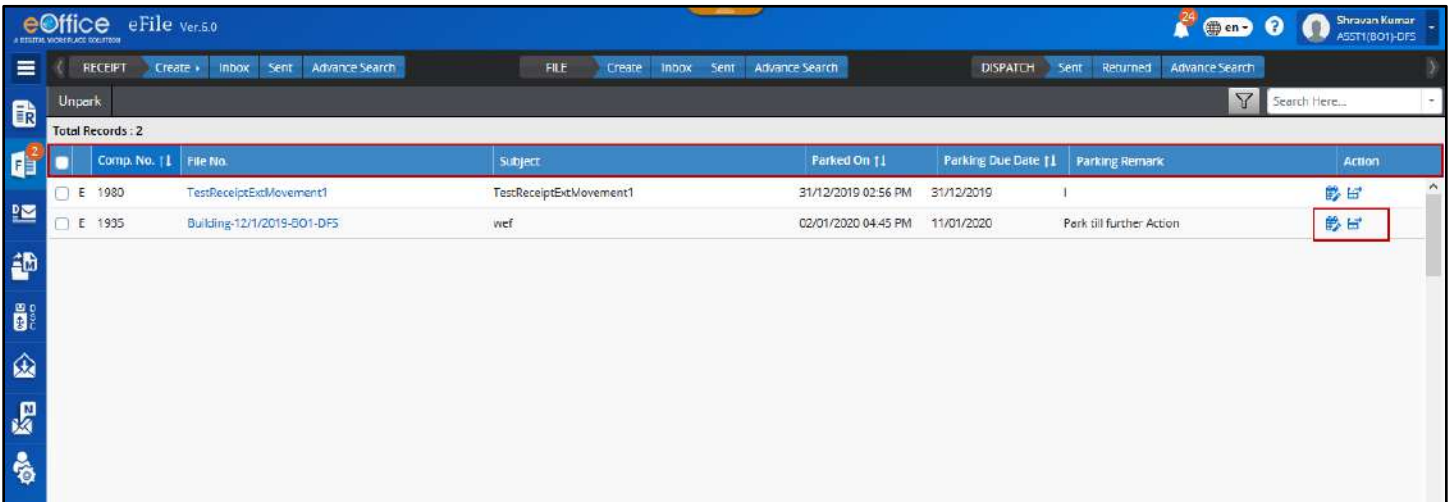 eOffice eFile Ver.6.0 24 en ? Shravan Kumar
A DIGITAL WORKPLACE SOLUTION ASST1(BO1)-DFS
RECEIPT Create Inbox Sent Advance Search FILE Create Inbox Sent Advance Search DISPATCH Sent Returned Advance Search
Unpark Search Here...
R
Total Records : 2
2
F
Comp. No. File No. Subject Parked On Parking Due Date Parking Remark Action
E 1980 TestReceiptExtMovement1 TestReceiptExtMovement1 31/12/2019 02:56 PM 31/12/2019 I
D
E 1935 Building-12/1/2019-BO1-DFS wef 02/01/2020 04:45 PM 11/01/2020 Park till further Action
M
DSC
N